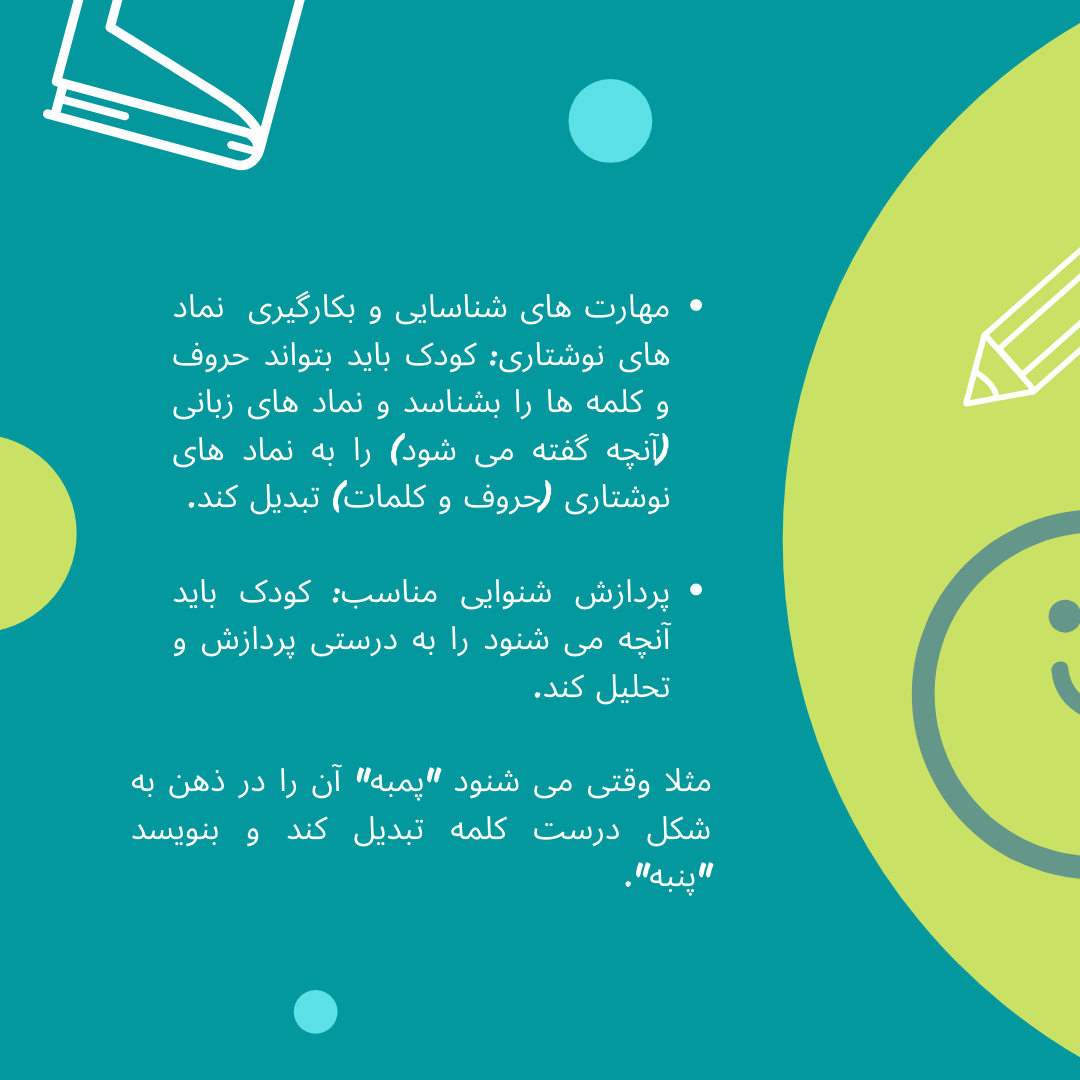 • مهارت های شناسایی و بکارگیری نماد
های نوشتاری: کودک باید بتواند حروف
و کلمه ها را بشناسد و نماد های زبانی
(آنچه گفته می شود) را به نماد های
نوشتاری (حروف و کلمات) تبدیل کند.
• پردازش شنوایی مناسب: کودک باید
آنچه می شنود را به درستی پردازش و
تحلیل کند.
مثلا وقتی می شنود "پمبه" آن را در ذهن به
شکل درست کلمه تبدیل کند و بنویسد
"پنبه".